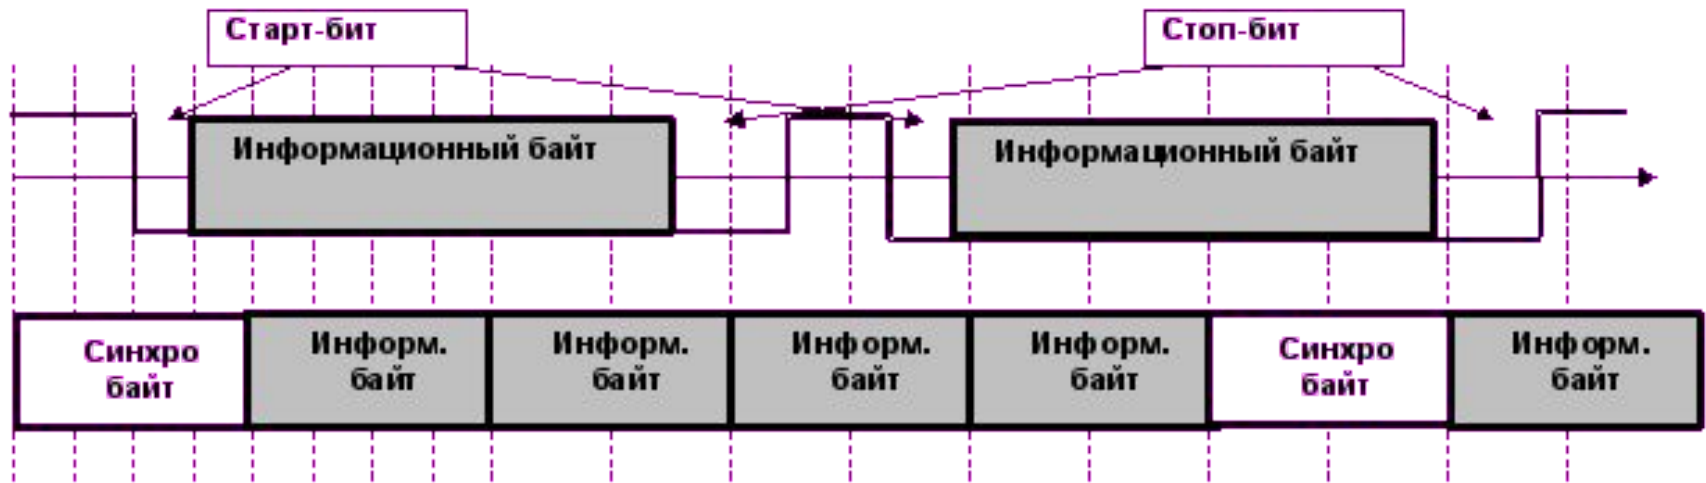 Старт-бит
Стоп-бит
Информационный байт
Информационный байт
Синхро
байт
Информ.
байт
Информ.
байт
Информ.
байт
Информ.
байт
Синхро
байт
Информ.
байт